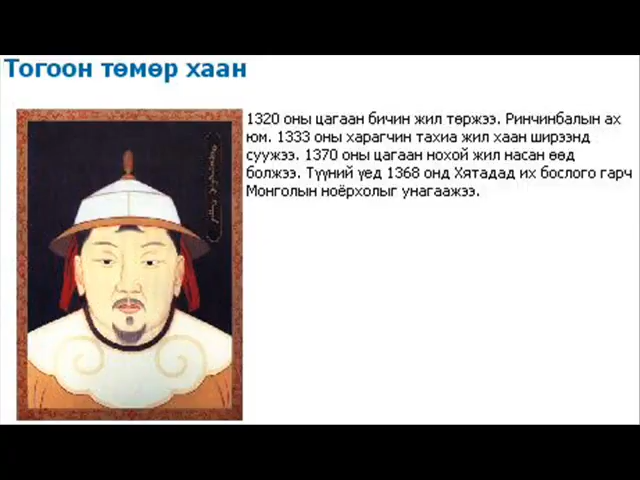 Тогоон төмөр хаан
1320 оны цагаан бичин жил төржээ. Ринчинбалын ах
юм. 1333 оны харагчин тахиа жил хаан ширээнд
суужээ. 1370 оны цагаан нохой жил насан өөд
болжээ. Түүний үед 1368 онд Хятадад их бослого гарч
Монголын ноёрхолыг унагаажээ.